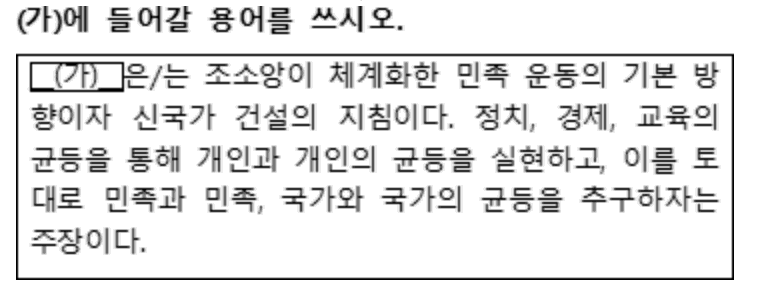 (가)에 들어갈 용어를 쓰시오.
(가) 은/는 조소앙이 체계화한 민족 운동의 기본 방
향이자 신국가 건설의 지침이다. 정치, 경제, 교육의
균등을 통해 개인과 개인의 균등을 실현하고, 이를 토
대로 민족과 민족, 국가와 국가의 균등을 추구하자는
주장이다.